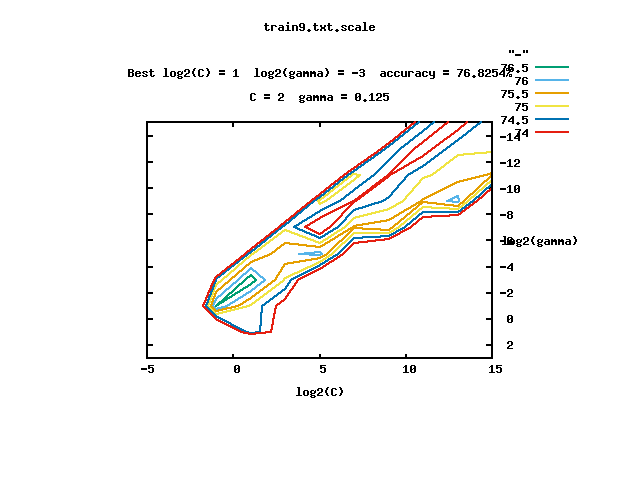 train9.txt.scale
"-"
Best log2(C) = 1 log2(gamma) = -3 accuracy = 76.8254%
C = 2 gamma = 0.125
76.5
76
75.5
75
74.5
74
-14
-12
-10
-8
-6
-4
-2
0
2
log2(gamma)
-5 0 5 10 15
log2(C)